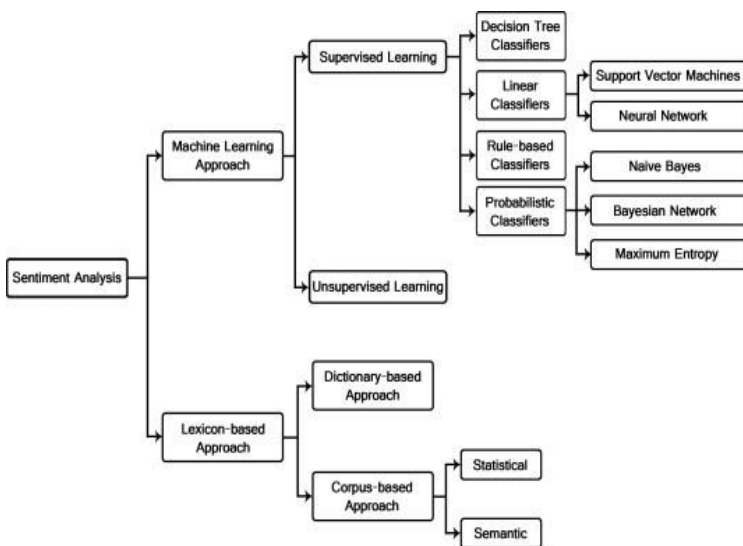 Sentiment Analysis
Machine Learning
Approach
Supervised Learning
Decision Tree
Classifiers
Linear
Classifiers
Support Vector Machines
Neural Network
Rule-based
Classifiers
Probabilistic
Classifiers
Naive Bayes
Bayesian Network
Maximum Entropy
Unsupervised Learning
Lexicon-based
Approach
Dictionary-based
Approach
Corpus-based
Approach
Statistical
Semantic